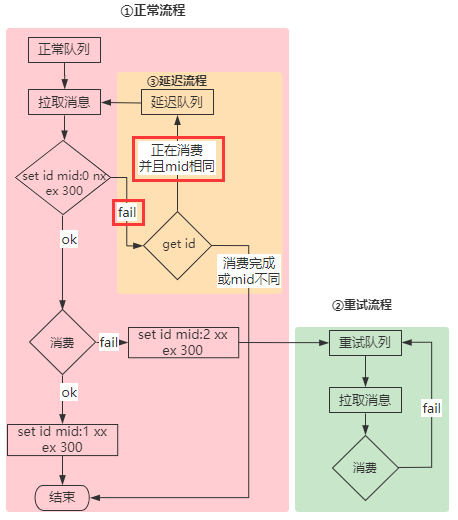 ①正常流程
正常队列
③延迟流程
拉取消息
延迟队列
正在消费
并且mid相同
set id mid:0 nx
ex 300
fail
ok
get id
消费完成
或mid不同
②重试流程
消费
fail
set id mid:2 xx
ex 300
重试队列
ok
拉取消息
fail
set id mid:1 xx
ex 300
消费
结束